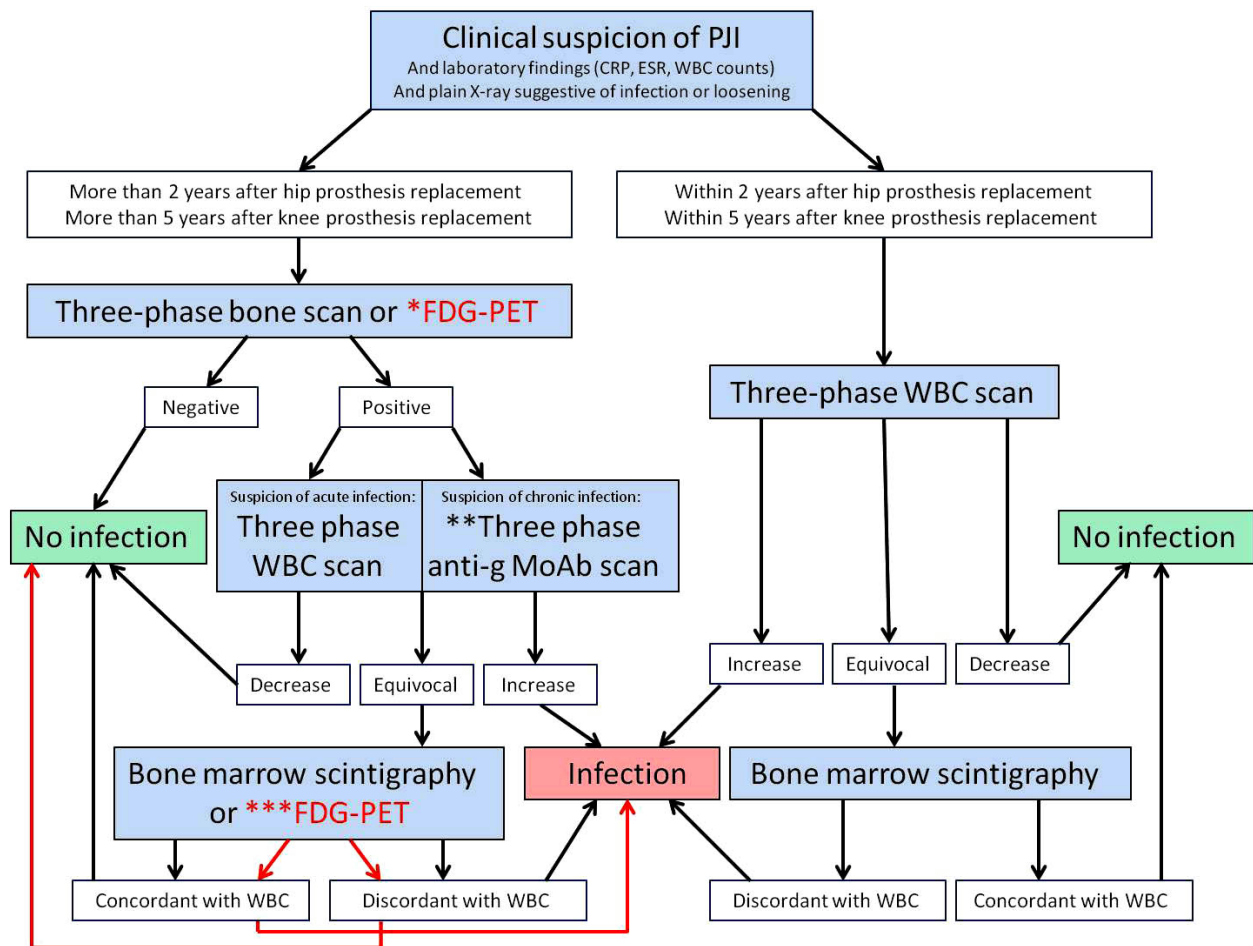 Clinical suspicion of PJI
And laboratory findings (CRP, ESR, WBC counts)
And plain X-ray suggestive of infection or loosening
More than 2 years after hip prosthesis replacement
More than 5 years after knee prosthesis replacement
Within 2 years after hip prosthesis replacement
Within 5 years after knee prosthesis replacement
Three-phase bone scan or *FDG-PET
Negative
Positive
Three-phase WBC scan
Suspicion of acute infection:
Three phase
WBC scan
Suspicion of chronic infection:
**Three phase
anti-g MoAb scan
No infection
No infection
Decrease
Equivocal
Increase
Increase
Equivocal
Decrease
Bone marrow scintigraphy
or ***FDG-PET
Infection
Bone marrow scintigraphy
Concordant with WBC
Discordant with WBC
Discordant with WBC
Concordant with WBC